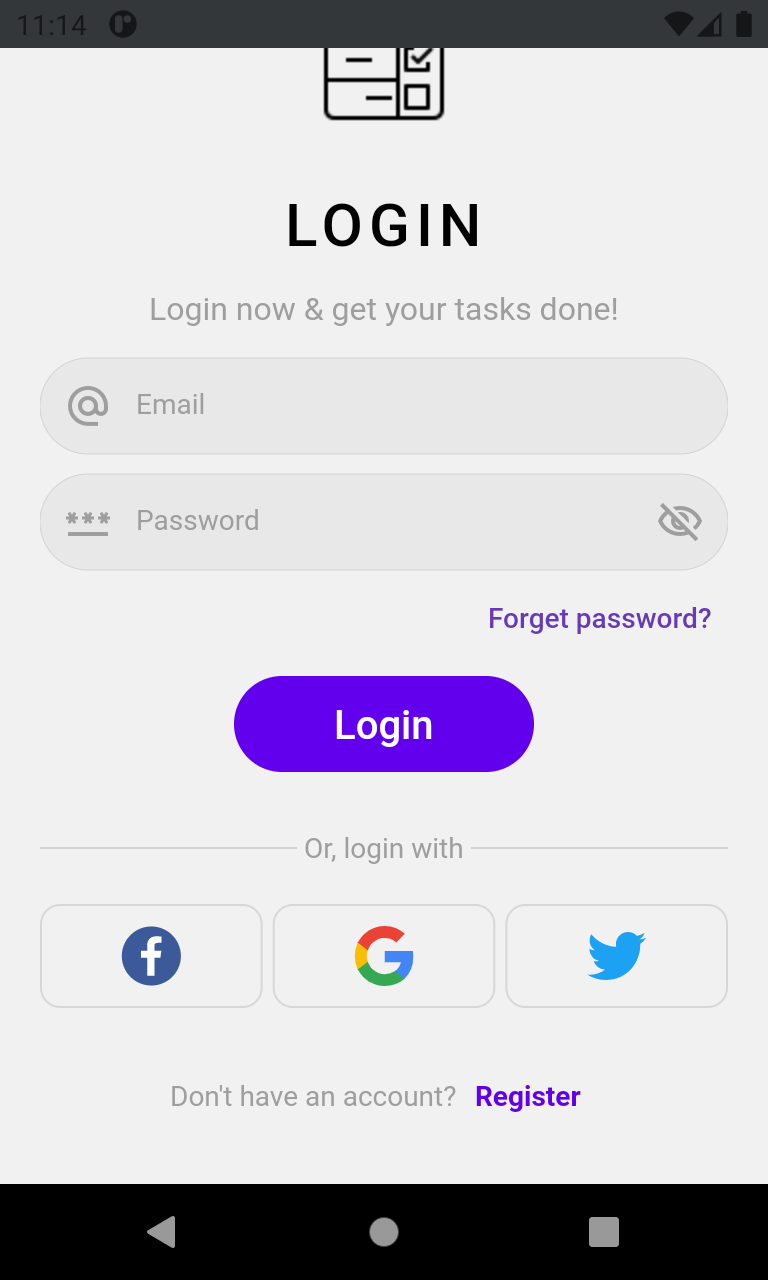 11:14
LOGIN
Login now & get your tasks done!
Email
Password
Forget password?
Login
Or, login with
Don't have an account? Register